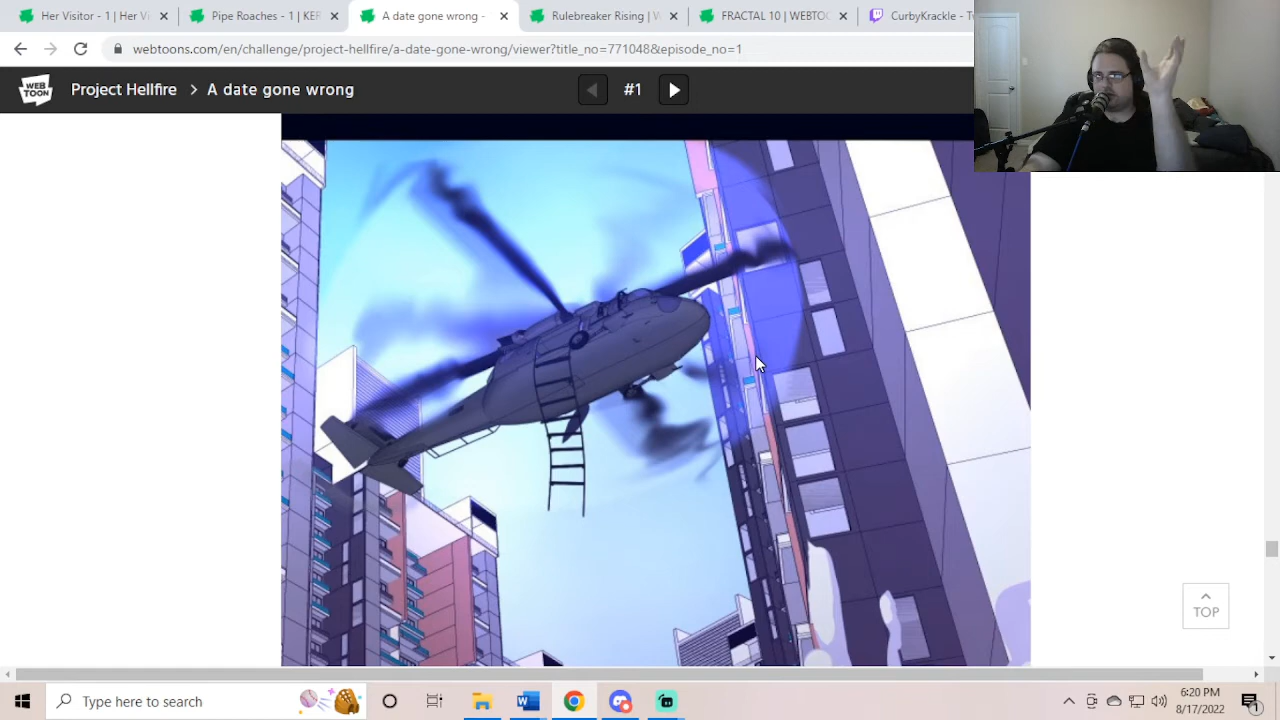 Her Visitor - 1 | Her Vi
Pipe Roaches - 1 | KEF
A date gone wrong -
Rulebreaker Rising | W
FRACTAL 10 | WEBTOO
CurbyKrackle - Tw
webtoons.com/en/challenge/project-hellfire/a-date-gone-wrong/viewer?title_no=771048&episode_no=1
WEB
TOON
Project Hellfire > A date gone wrong
#1
TOP
Type here to search
6:20 PM
8/17/2022
1